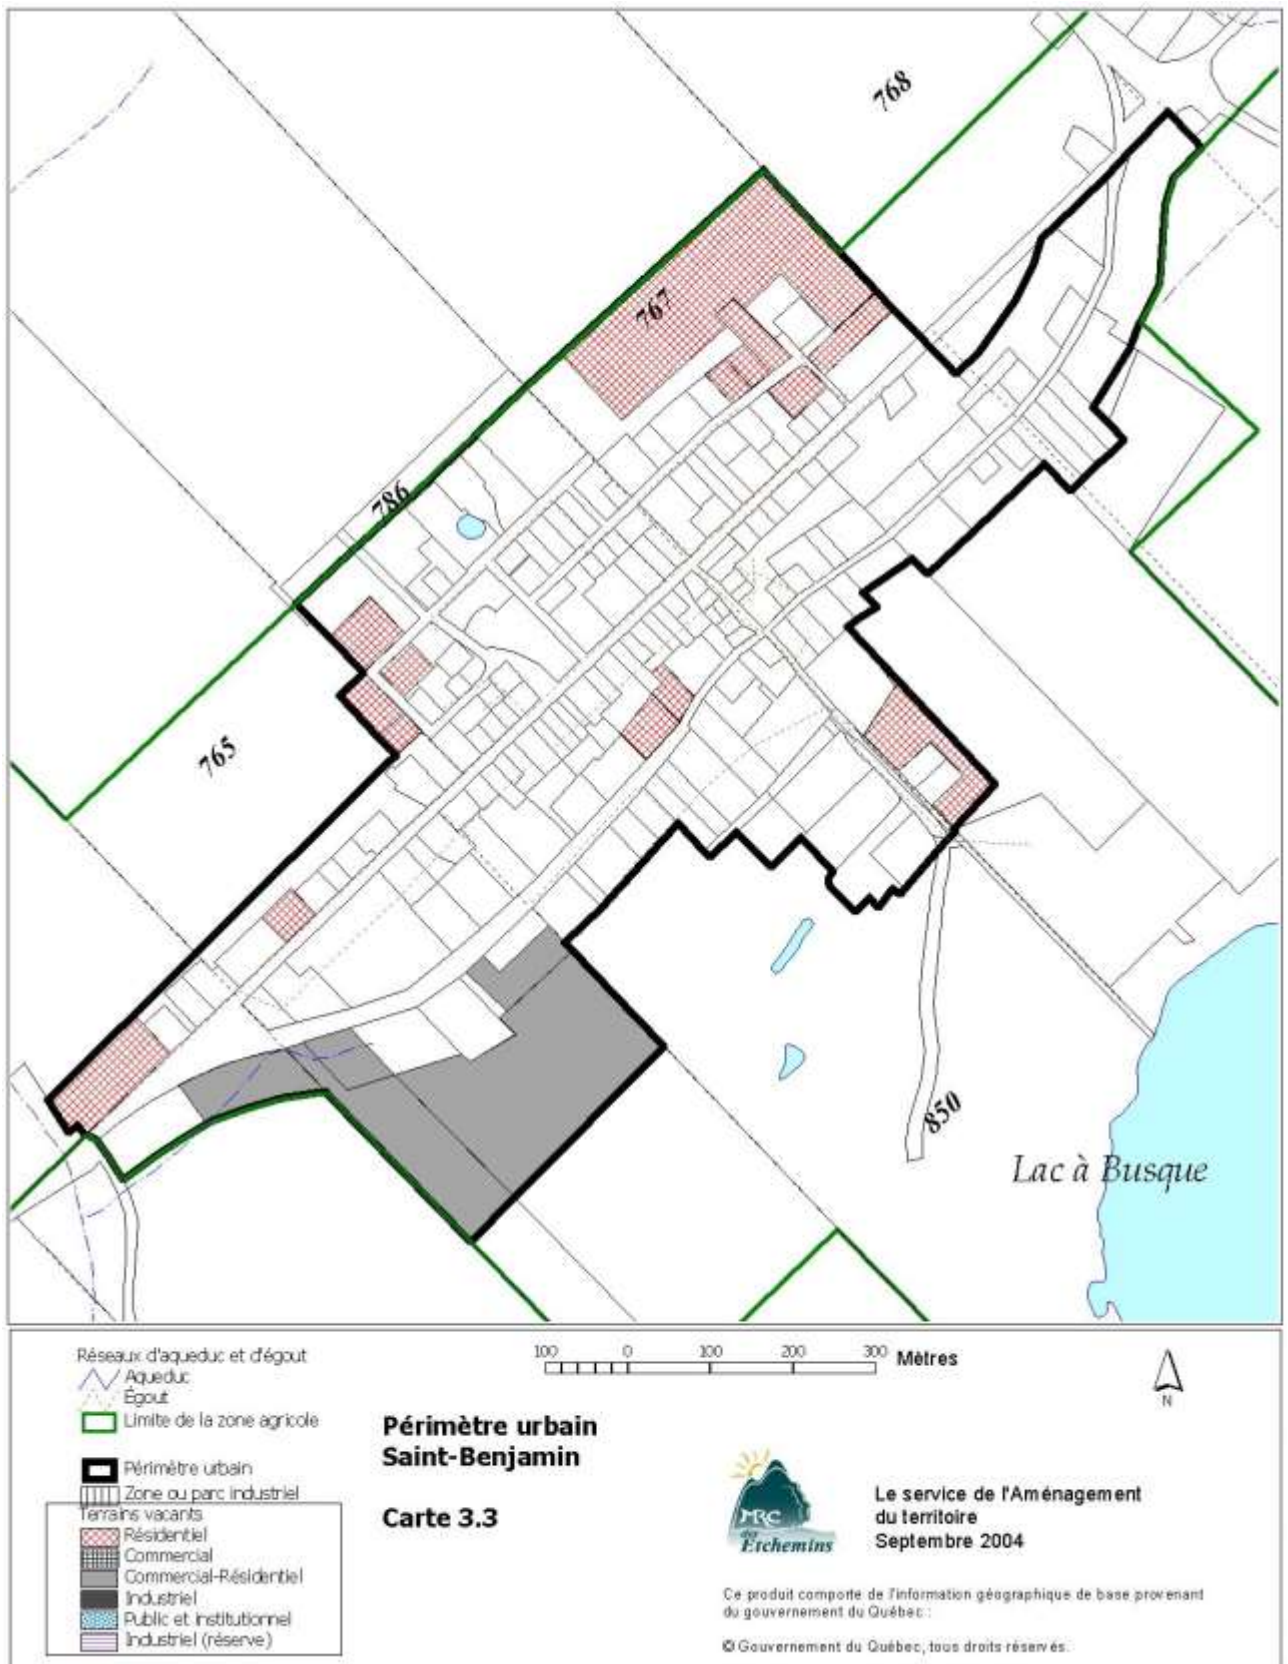 768
767
786
765
850
Lac à Busque
Réseaux d'aqueduc et d'égout
Aqueduc
Égout
Limite de la zone agricole
Périmètre urbain
Zone ou parc industriel
Terrains vacants
Résidentiel
Commercial
Commercial-Résidentiel
Industriel
Public et institutionnel
Industriel (réserve)
100 0 100 200 300 Mètres
N
Périmètre urbain
Saint-Benjamin
Carte 3.3
MRC
des
Etchemins
Le service de l'Aménagement
du territoire
Septembre 2004
Ce produit comporte de l'information géographique de base provenant
du gouvernement du Québec :
© Gouvernement du Québec, tous droits réservés.